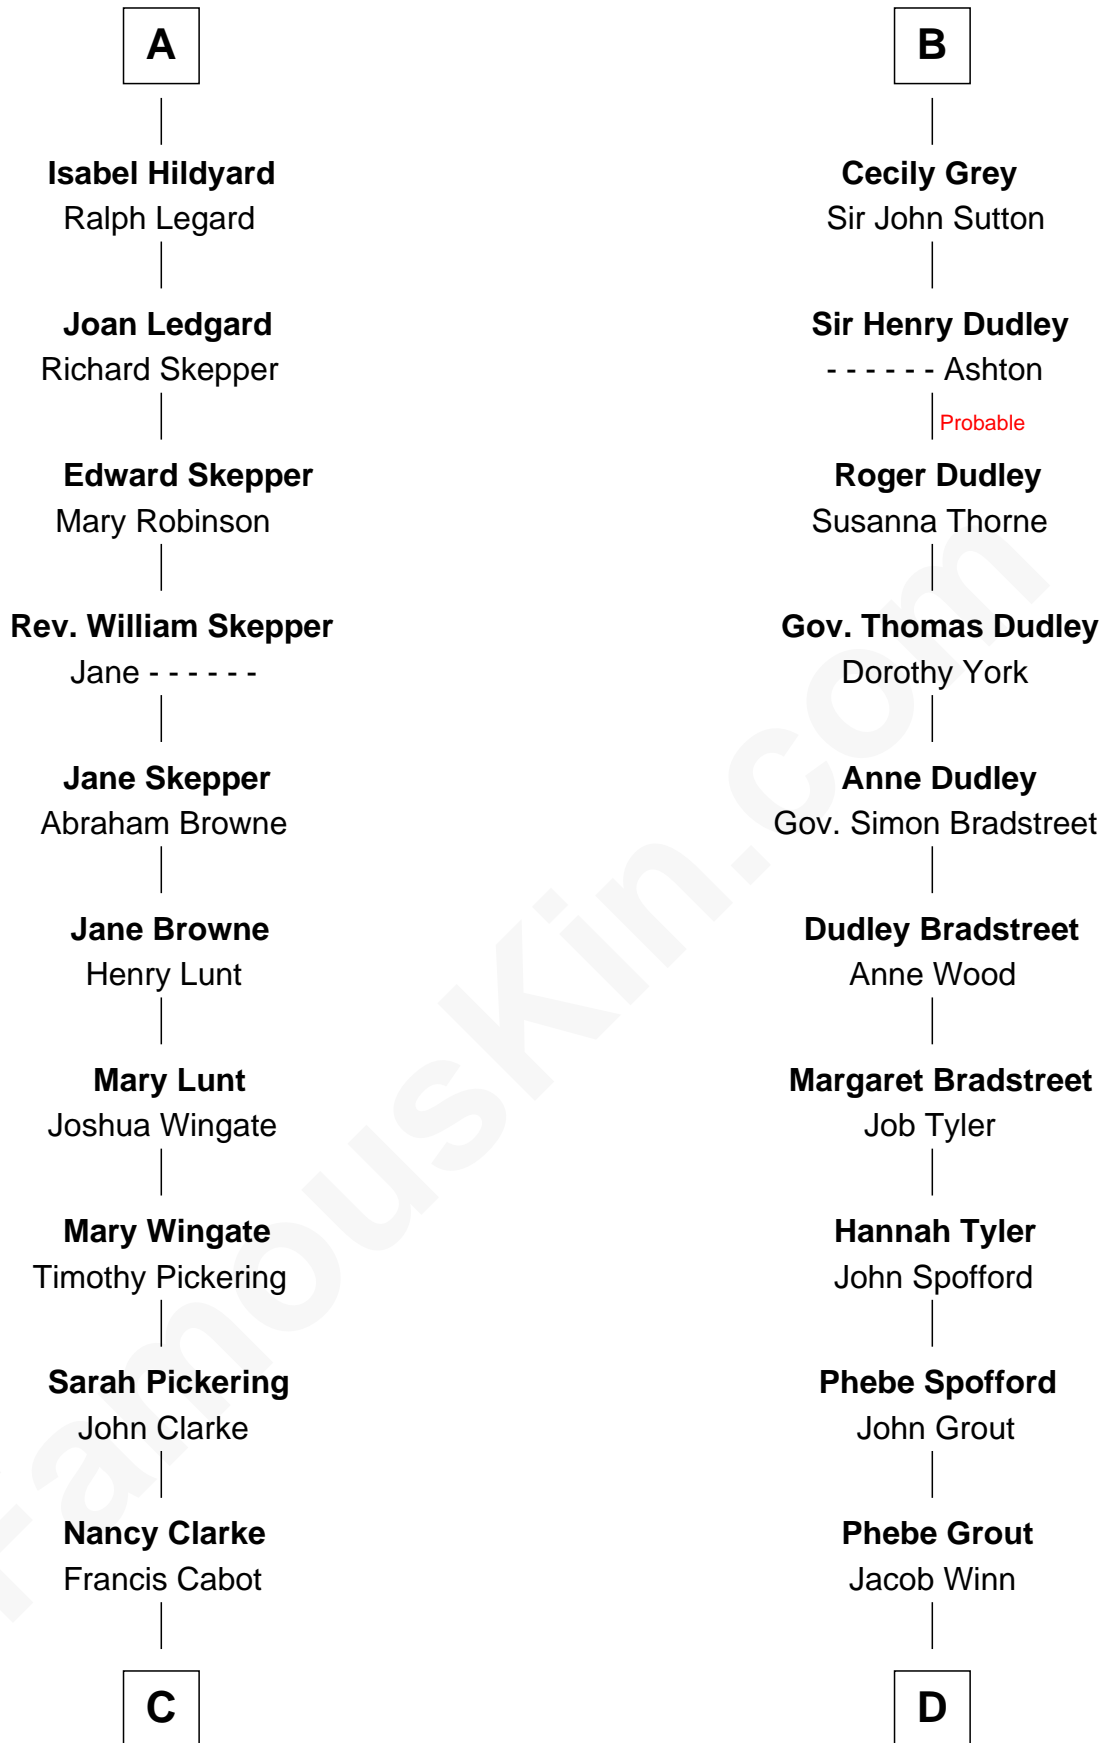 A
Isabel Hildyard
Ralph Legard
Joan Ledgard
Richard Skepper
Edward Skepper
Mary Robinson
Rev. William Skepper
Jane - - - - - -
Jane Skepper
Abraham Browne
Jane Browne
Henry Lunt
Mary Lunt
Joshua Wingate
Mary Wingate
Timothy Pickering
Sarah Pickering
John Clarke
Nancy Clarke
Francis Cabot
C
B
Cecily Grey
Sir John Sutton
Sir Henry Dudley
- - - - - - Ashton
Probable
Roger Dudley
Susanna Thorne
Gov. Thomas Dudley
Dorothy York
Anne Dudley
Gov. Simon Bradstreet
Dudley Bradstreet
Anne Wood
Margaret Bradstreet
Job Tyler
Hannah Tyler
John Spofford
Phebe Spofford
John Grout
Phebe Grout
Jacob Winn
D
FamousKin.com